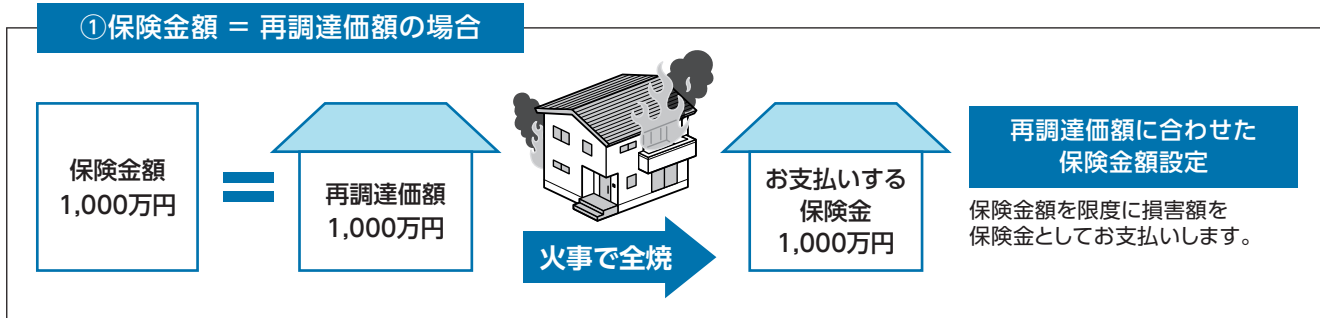 ①保険金額 = 再調達価額の場合
保険金額
1,000万円
=
再調達価額
1,000万円
火事で全焼
お支払いする
保険金
1,000万円
再調達価額に合わせた
保険金額設定
保険金額を限度に損害額を
保険金としてお支払いします。